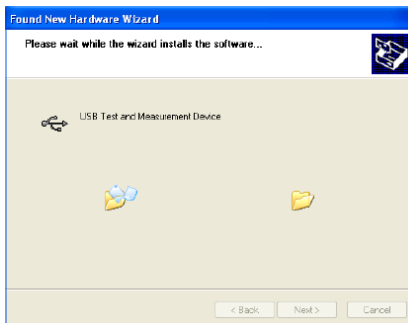 Found New Hardware Wizard
Please wait while the wizard installs the software...
USB Test and Measurement Device
< Back
Next >
Cancel